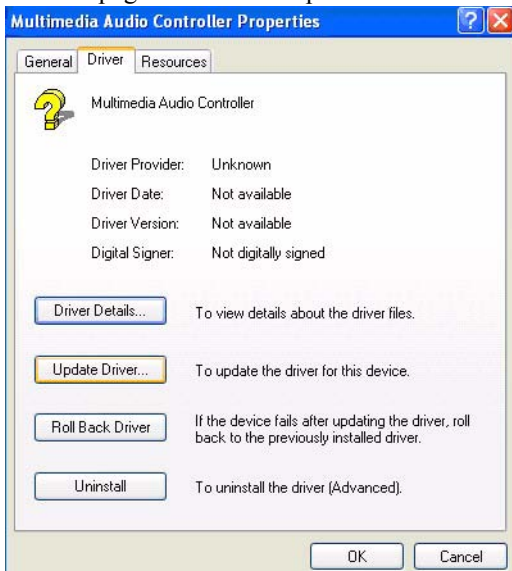 Multimedia Audio Controller Properties
General Driver Resources
Multimedia Audio Controller
Driver Provider: Unknown
Driver Date: Not available
Driver Version: Not available
Digital Signer: Not digitally signed
Driver Details... To view details about the driver files.
Update Driver... To update the driver for this device.
Roll Back Driver If the device fails after updating the driver, roll
back to the previously installed driver.
Uninstall To uninstall the driver (Advanced).
OK Cancel